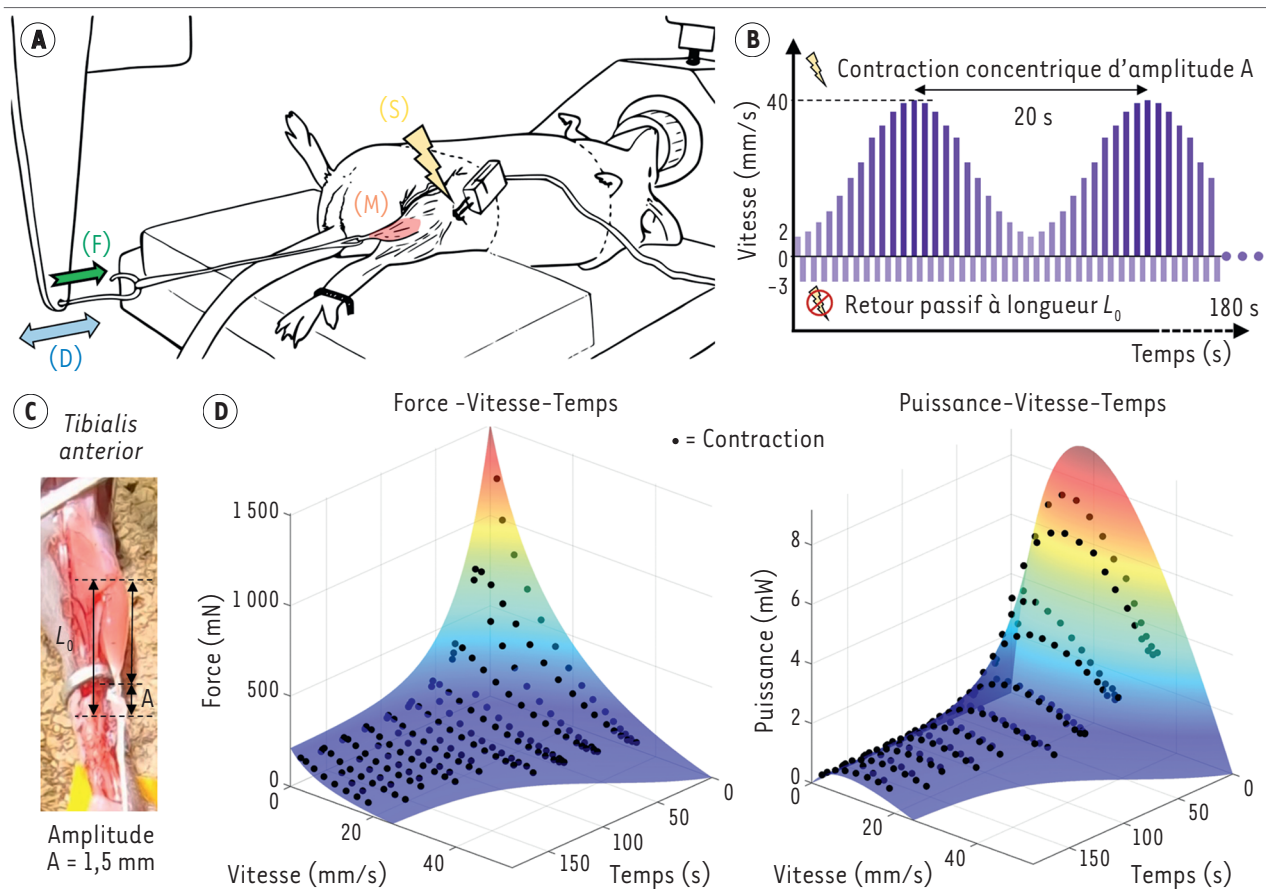 A
(S)
(M)
(F)
(D)
B
Contraction concentrique d'amplitude A
40
20 s
Vitesse (mm/s)
2
0
−3
Retour passif à longueur L0
180 s
Temps (s)
C
Tibialis
anterior
L0
A
Amplitude
A = 1,5 mm
D
Force -Vitesse-Temps
• = Contraction
Force (mN)
1 500
1 000
500
0
0
20
40
Vitesse (mm/s)
150
100
50
0
Temps (s)
Puissance-Vitesse-Temps
Puissance (mW)
8
6
4
2
0
0
20
40
Vitesse (mm/s)
150
100
50
0
Temps (s)